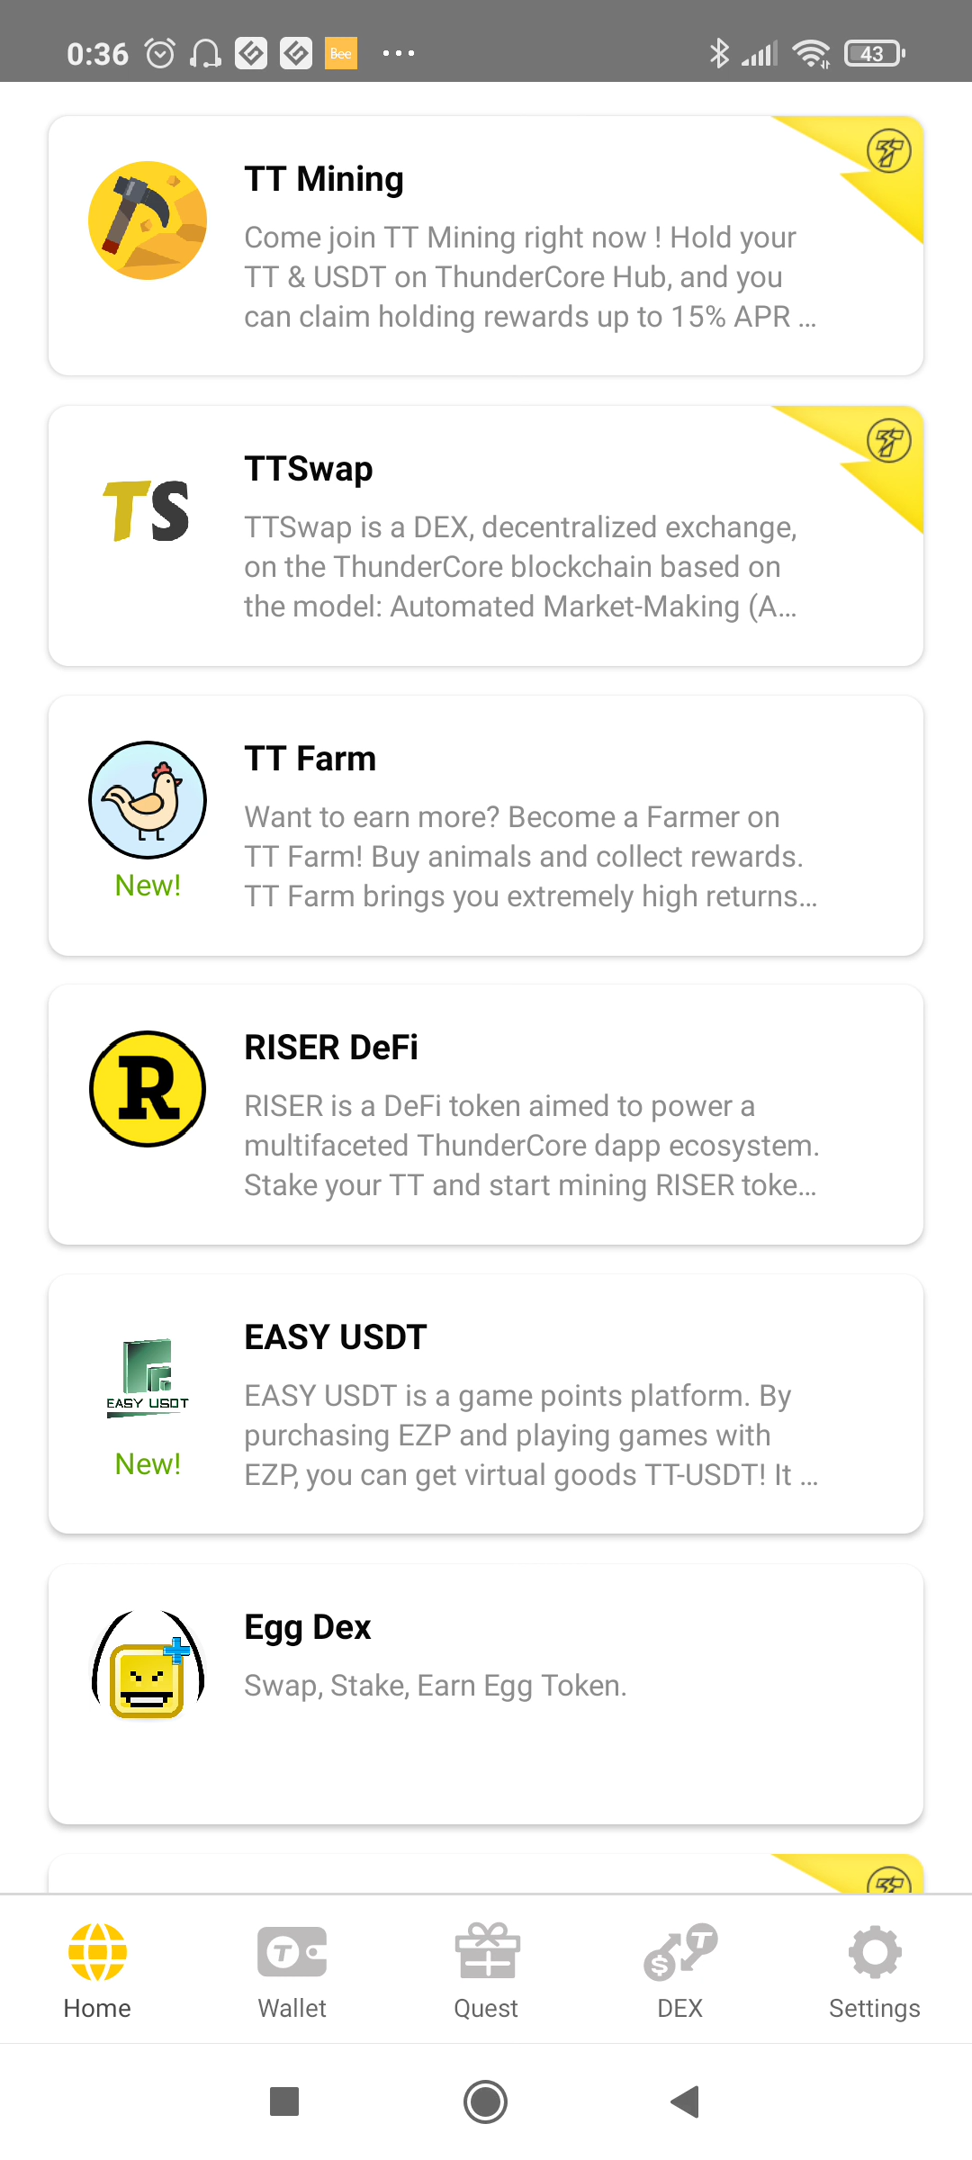 0:36
Bee
43
TT Mining
Come join TT Mining right now ! Hold your
TT & USDT on ThunderCore Hub, and you
can claim holding rewards up to 15% APR ...
TS
TTSwap
TTSwap is a DEX, decentralized exchange,
on the ThunderCore blockchain based on
the model: Automated Market-Making (A...
New!
TT Farm
Want to earn more? Become a Farmer on
TT Farm! Buy animals and collect rewards.
TT Farm brings you extremely high returns...
R
RISER DeFi
RISER is a DeFi token aimed to power a
multifaceted ThunderCore dapp ecosystem.
Stake your TT and start mining RISER toke...
EASY USDT
New!
EASY USDT
EASY USDT is a game points platform. By
purchasing EZP and playing games with
EZP, you can get virtual goods TT-USDT! It ...
Egg Dex
Swap, Stake, Earn Egg Token.
Home
Wallet
Quest
DEX
Settings